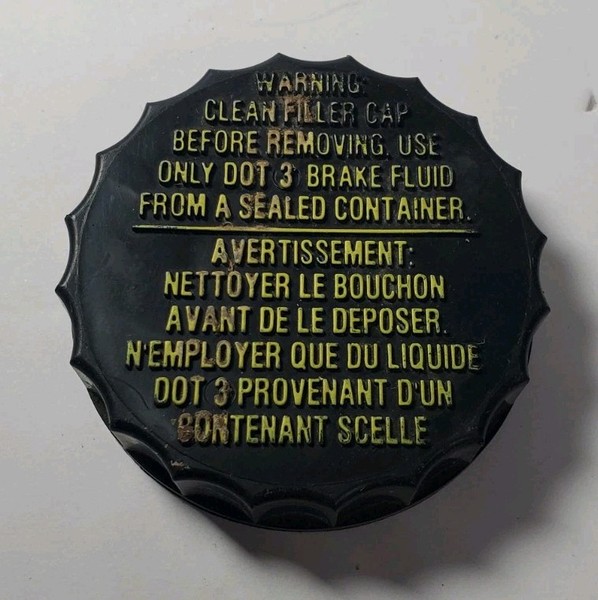 WARNING:
CLEAN FILLER CAP
BEFORE REMOVING. USE
ONLY DOT 3 BRAKE FLUID
FROM A SEALED CONTAINER.
AVERTISSEMENT:
NETTOYER LE BOUCHON
AVANT DE LE DEPOSER.
N'EMPLOYER QUE DU LIQUIDE
DOT 3 PROVENANT D'UN
CONTENANT SCELLE